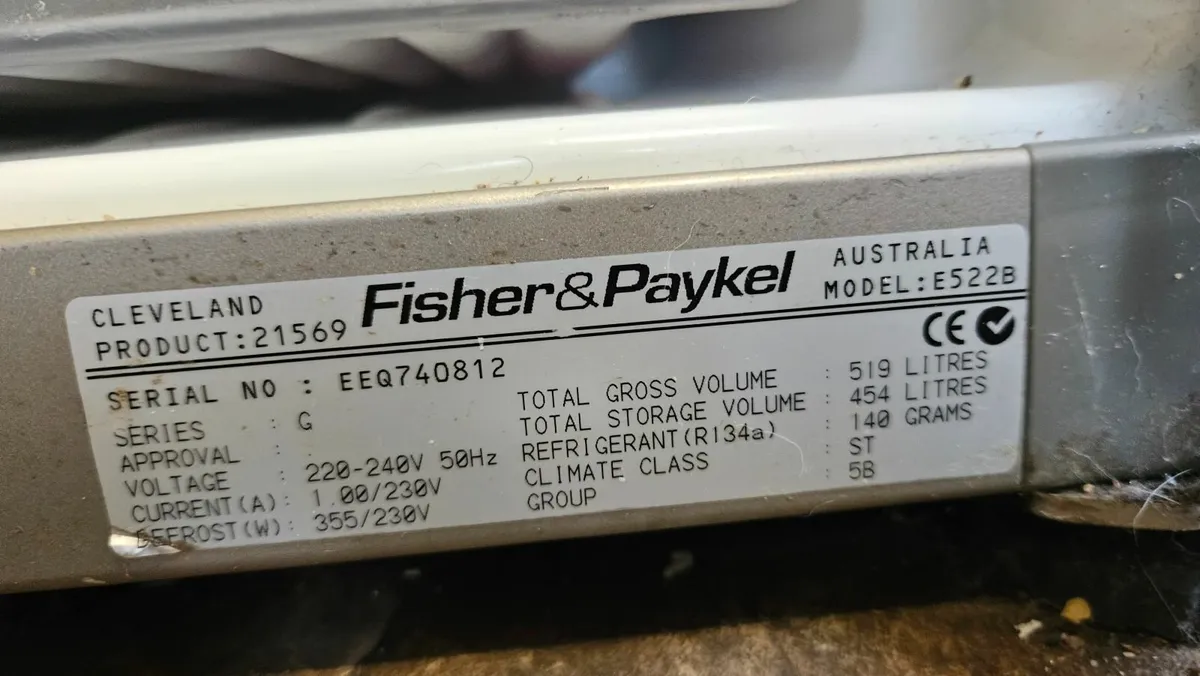 CLEVELAND
PRODUCT:21569
Fisher&Paykel
AUSTRALIA
MODEL:E522B
CE
SERIAL NO : EEQ740812
SERIES : G
APPROVAL :
VOLTAGE : 220-240V 50Hz
CURRENT(A): 1.00/230V
DEFROST(W): 355/230V
TOTAL GROSS VOLUME : 519 LITRES
TOTAL STORAGE VOLUME : 454 LITRES
REFRIGERANT(R134a) : 140 GRAMS
CLIMATE CLASS : ST
GROUP : 5B